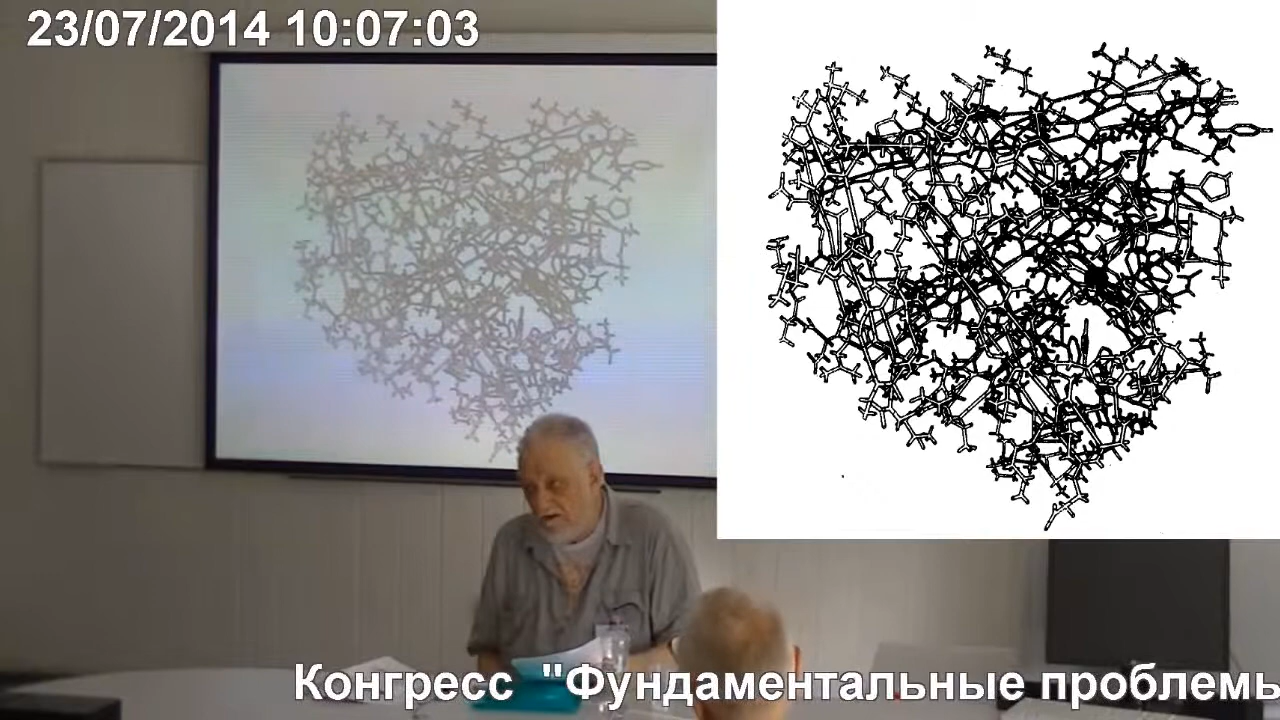 23/07/2014 10:07:03
Конгресс "Фундаментальные проблемы